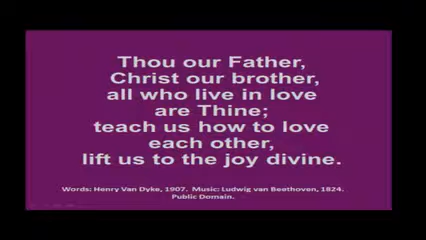 Thou our Father,
Christ our brother,
all who live in love
are Thine;
teach us how to love
each other,
lift us to the joy divine.
Words: Henry Van Dyke, 1907. Music: Ludwig van Beethoven, 1824.
Public Domain.